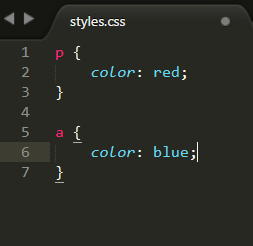 styles.css
1 p {
2     color: red;
3 }
4
5 a {
6     color: blue;
7 }